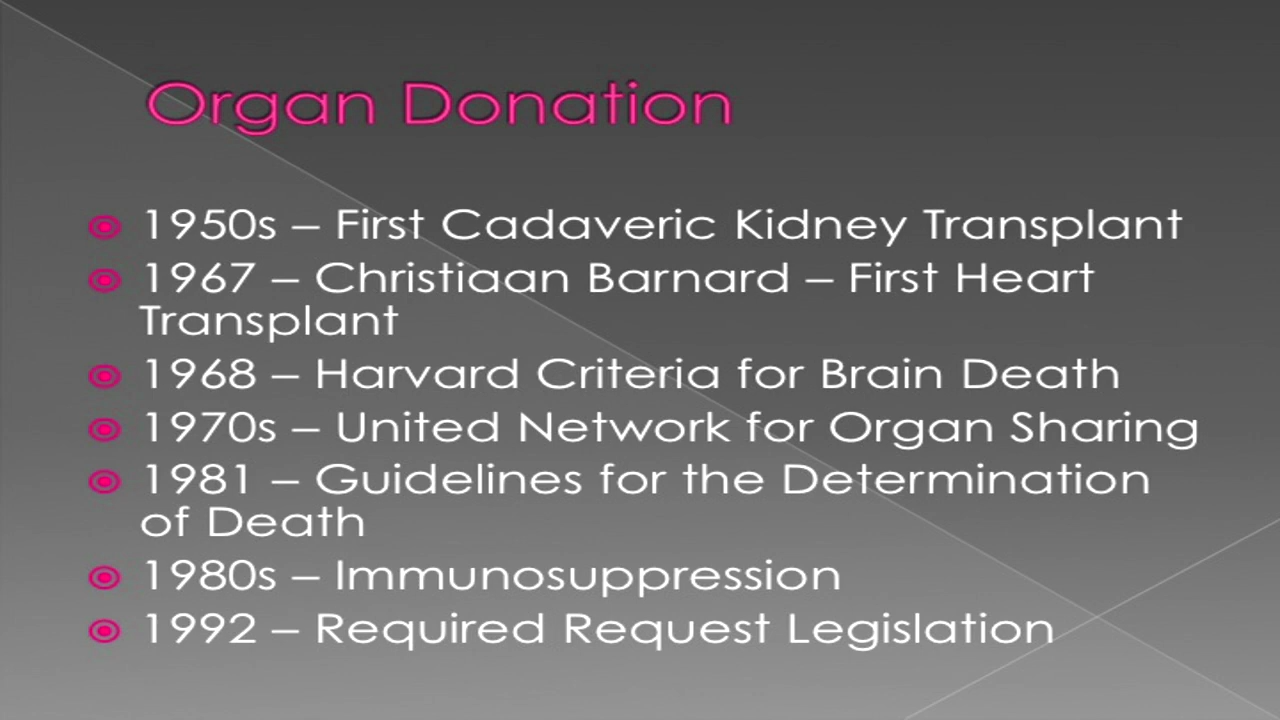 Organ Donation
1950s – First Cadaveric Kidney Transplant
1967 – Christiaan Barnard – First Heart
Transplant
1968 – Harvard Criteria for Brain Death
1970s – United Network for Organ Sharing
1981 – Guidelines for the Determination
of Death
1980s – Immunosuppression
1992 – Required Request Legislation